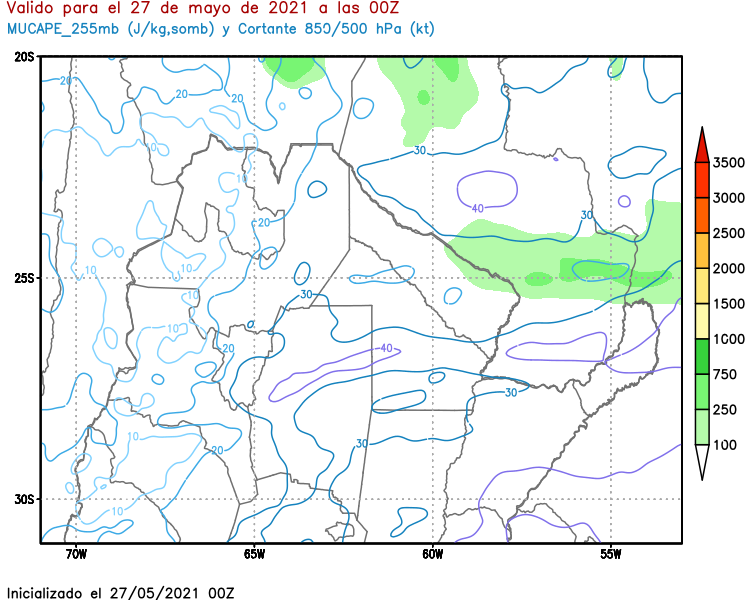 Valido para el 27 de mayo de 2021 a las 00Z
MUCAPE_255mb (J/kg,somb) y Cortante 850/500 hPa (kt)
20S
25S
30S
70W
65W
60W
55W
20
20
20
10
10
20
30
40
30
10
10
30
10
20
40
30
30
10
20
10
3500
3000
2500
2000
1500
1000
750
250
100
Inicializado el 27/05/2021 00Z